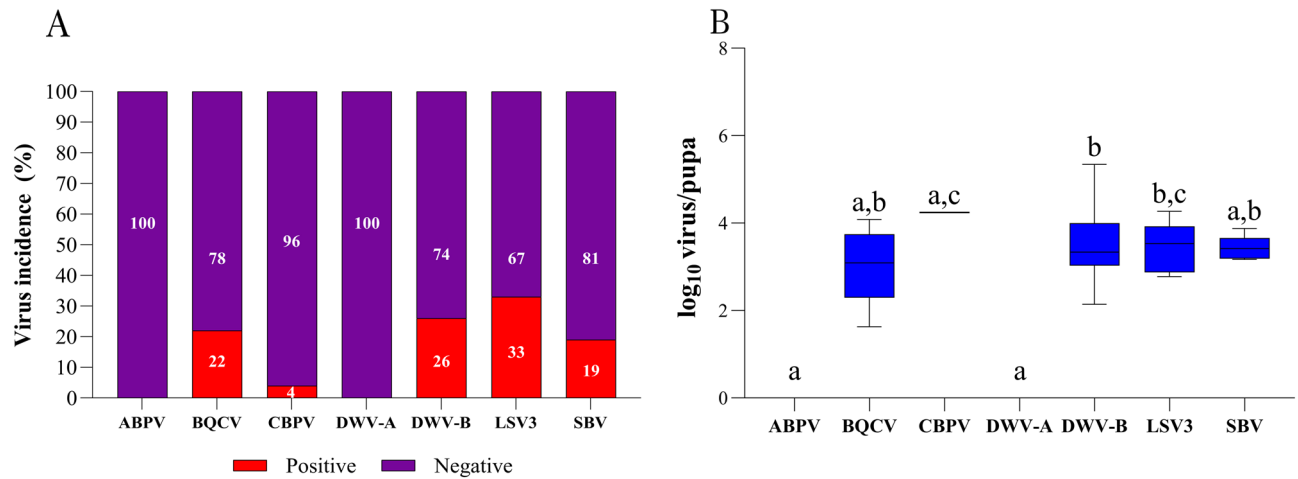 A
Virus incidence (%)
100
90
80
70
60
50
40
30
20
10
0
100
78
22
96
4
100
74
26
67
33
81
19
ABPV BQCV CBPV DWV-A DWV-B LSV3 SBV
Positive Negative
B
log10 virus/pupa
8
6
4
2
0
a
a,b
a,c
a
b
b,c
a,b
ABPV BQCV CBPV DWV-A DWV-B LSV3 SBV